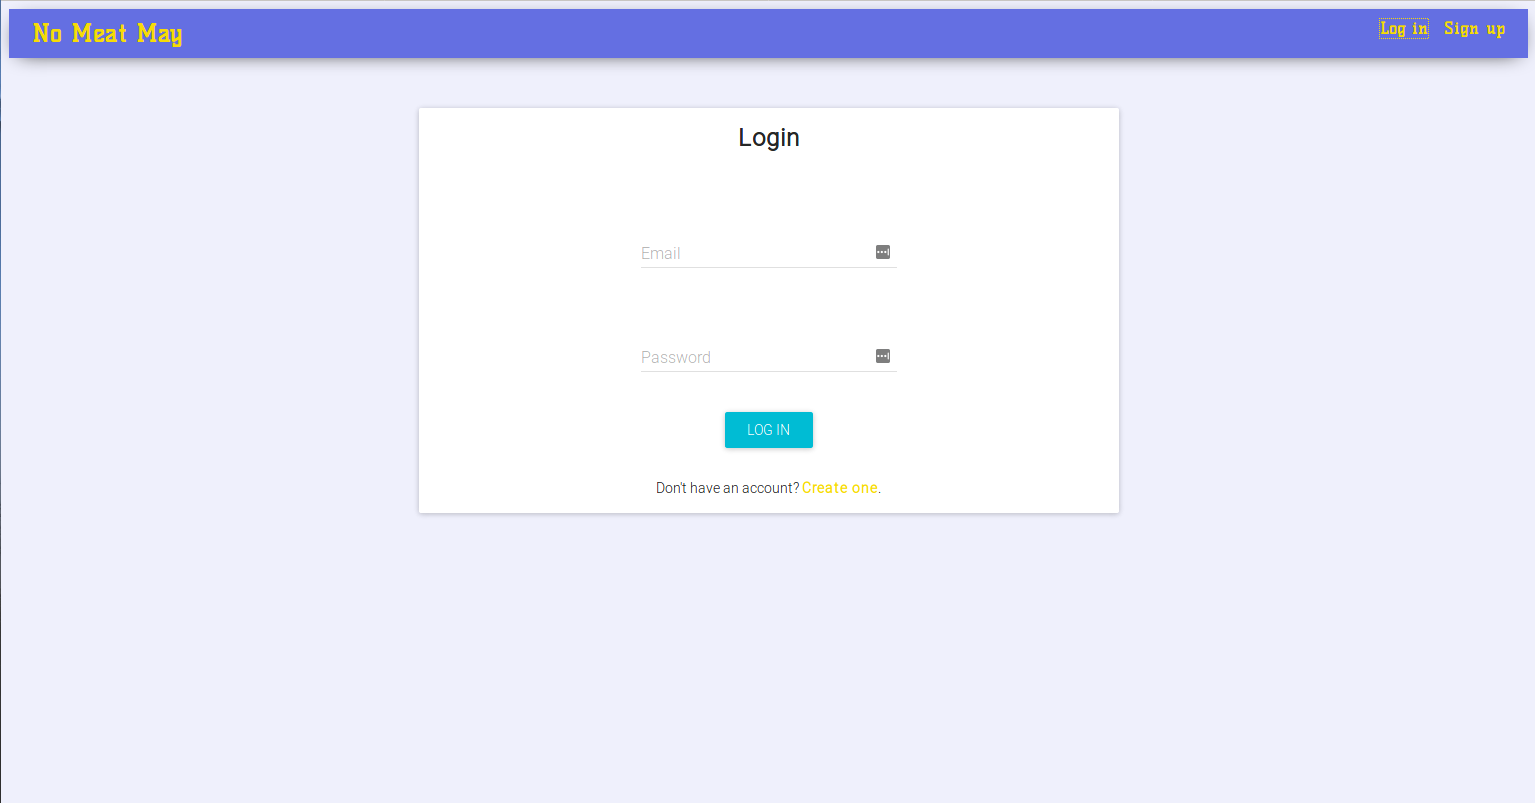 No Meat May
Log in Sign up
Login
Email
Password
LOG IN
Don't have an account? Create one.